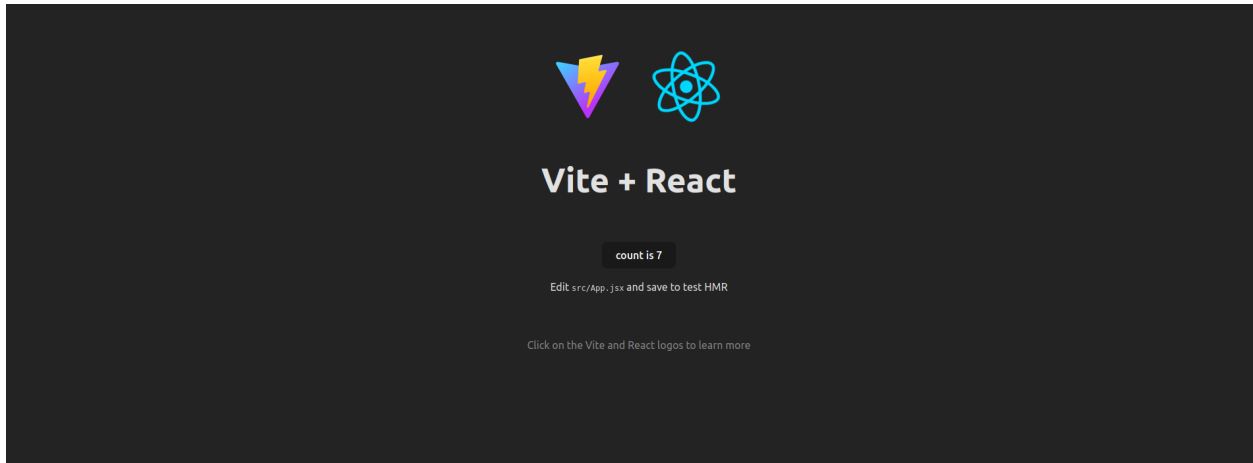 Vite + React
count is 7
Edit src/App.jsx and save to test HMR
Click on the Vite and React logos to learn more